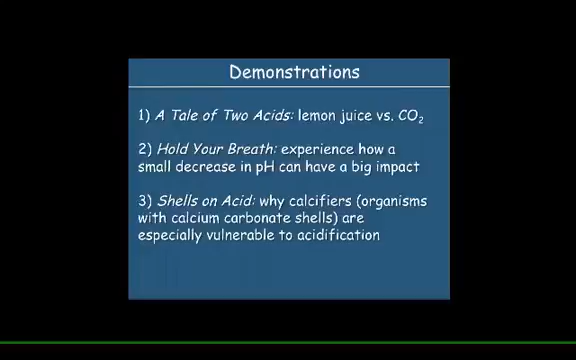 Demonstrations
1) A Tale of Two Acids: lemon juice vs. CO₂
2) Hold Your Breath: experience how a
small decrease in pH can have a big impact
3) Shells on Acid: why calcifiers (organisms
with calcium carbonate shells) are
especially vulnerable to acidification